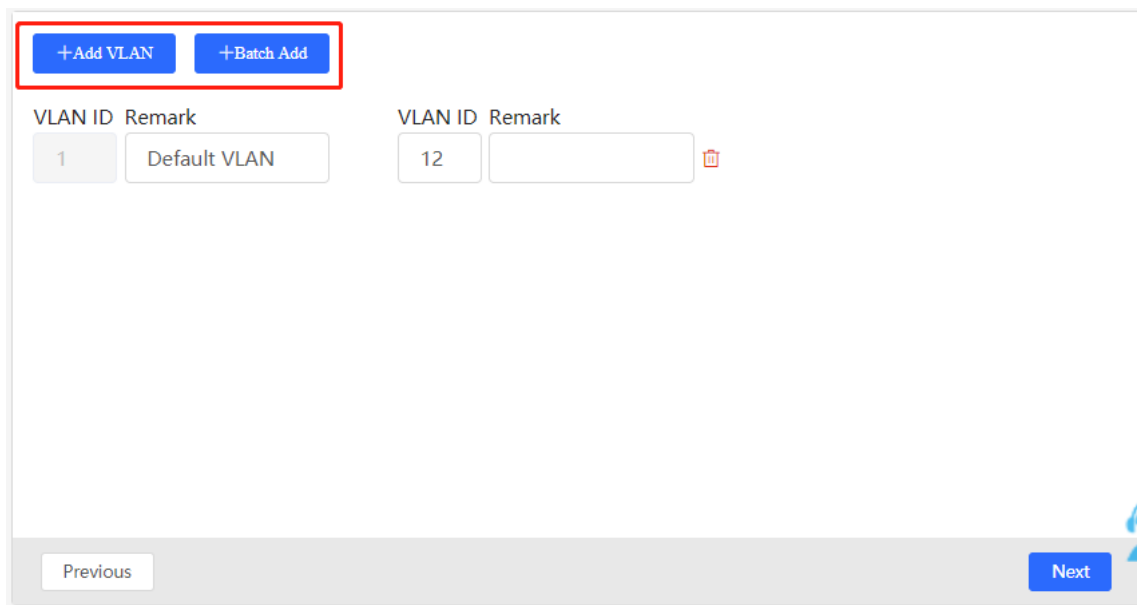 +Add VLAN +Batch Add
VLAN ID Remark VLAN ID Remark
1 Default VLAN 12
Previous Next